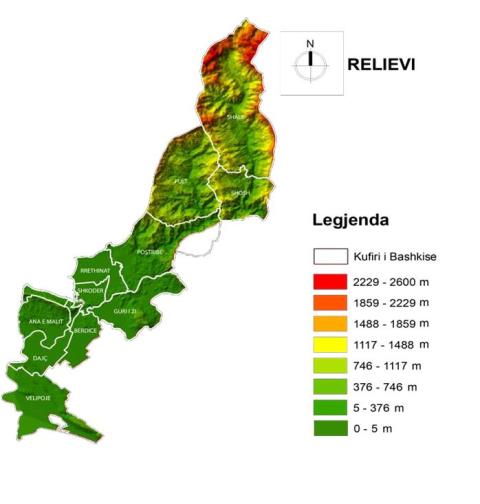 N
RELIEVI
SHALE
PULT
SHOSH
POSTRIBE
RRETHINAT
SHKODER
GURI I ZI
ANA E MALIT
BERDICE
DAJÇ
VELIPOJE
Legjenda
Kufiri i Bashkise
2229 - 2600 m
1859 - 2229 m
1488 - 1859 m
1117 - 1488 m
746 - 1117 m
376 - 746 m
5 - 376 m
0 - 5 m